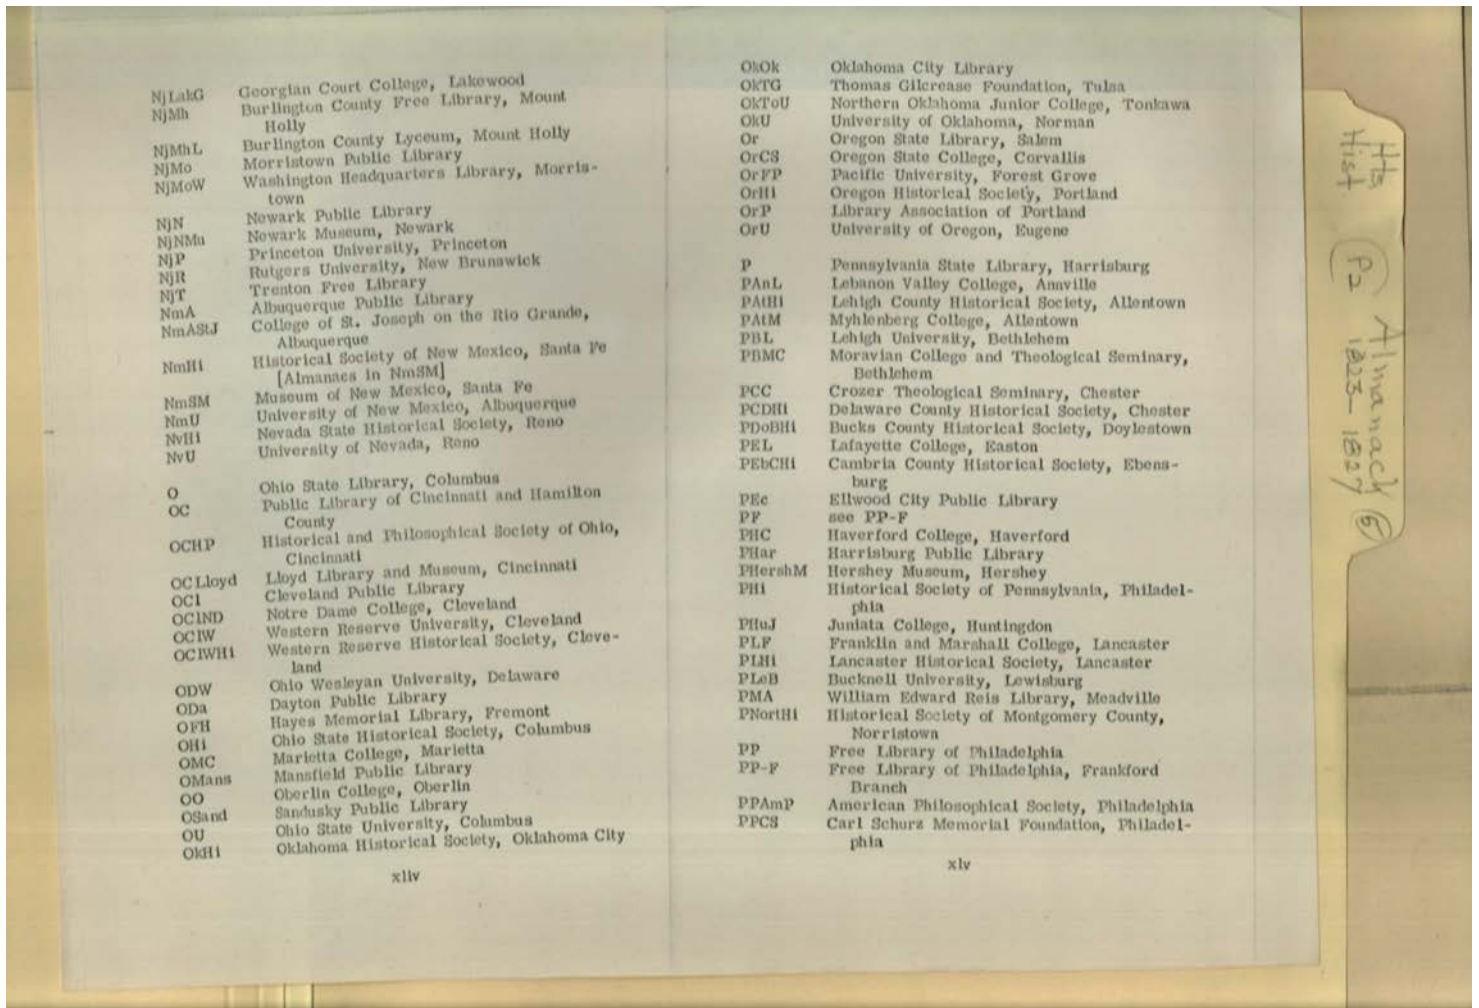 NjLakG Georgian Court College, Lakewood
NjMh Burlington County Free Library, Mount
Holly
NjMhL Burlington County Lyceum, Mount Holly
NjMo Morristown Public Library
NjMoW Washington Headquarters Library, Morris-
town
NjN Newark Public Library
NjNMu Newark Museum, Newark
NjP Princeton University, Princeton
NjR Rutgers University, New Brunswick
NjT Trenton Free Library
NmA Albuquerque Public Library
NmAStJ College of St. Joseph on the Rio Grande,
Albuquerque
NmHi Historical Society of New Mexico, Santa Fe
[Almanacs in NmSM]
NmSM Museum of New Mexico, Santa Fe
NmU University of New Mexico, Albuquerque
NvHi Nevada State Historical Society, Reno
NvU University of Nevada, Reno
O Ohio State Library, Columbus
OC Public Library of Cincinnati and Hamilton
County
OCHP Historical and Philosophical Society of Ohio,
Cincinnati
OCLloyd Lloyd Library and Museum, Cincinnati
OCl Cleveland Public Library
OClND Notre Dame College, Cleveland
OClW Western Reserve University, Cleveland
OClWHi Western Reserve Historical Society, Cleve-
land
ODW Ohio Wesleyan University, Delaware
ODa Dayton Public Library
OFH Hayes Memorial Library, Fremont
OHi Ohio State Historical Society, Columbus
OMC Marietta College, Marietta
OMans Mansfield Public Library
OO Oberlin College, Oberlin
OSand Sandusky Public Library
OU Ohio State University, Columbus
OkHi Oklahoma Historical Society, Oklahoma City
xliv
OkOk Oklahoma City Library
OkTG Thomas Gilcrease Foundation, Tulsa
OkToU Northern Oklahoma Junior College, Tonkawa
OkU University of Oklahoma, Norman
Or Oregon State Library, Salem
OrCS Oregon State College, Corvallis
OrFP Pacific University, Forest Grove
OrHi Oregon Historical Society, Portland
OrP Library Association of Portland
OrU University of Oregon, Eugene
P Pennsylvania State Library, Harrisburg
PAnL Lebanon Valley College, Annville
PAtHi Lehigh County Historical Society, Allentown
PAtM Myhlenberg College, Allentown
PBL Lehigh University, Bethlehem
PBMC Moravian College and Theological Seminary,
Bethlehem
PCC Crozer Theological Seminary, Chester
PCDHi Delaware County Historical Society, Chester
PDoBHi Bucks County Historical Society, Doylestown
PEL Lafayette College, Easton
PEbCHi Cambria County Historical Society, Ebens-
burg
PEc Ellwood City Public Library
PF see PP-F
PHC Haverford College, Haverford
PHar Harrisburg Public Library
PHershM Hershey Museum, Hershey
PHi Historical Society of Pennsylvania, Philadel-
phia
PHuJ Juniata College, Huntingdon
PLF Franklin and Marshall College, Lancaster
PLHi Lancaster Historical Society, Lancaster
PLeB Bucknell University, Lewisburg
PMA William Edward Reis Library, Meadville
PNortHi Historical Society of Montgomery County,
Norristown
PP Free Library of Philadelphia
PP-F Free Library of Philadelphia, Frankford
Branch
PPAmP American Philosophical Society, Philadelphia
PPCS Carl Schurz Memorial Foundation, Philadel-
phia
xlv
Hts
Hist
P2 Almanack 5
1823-1827